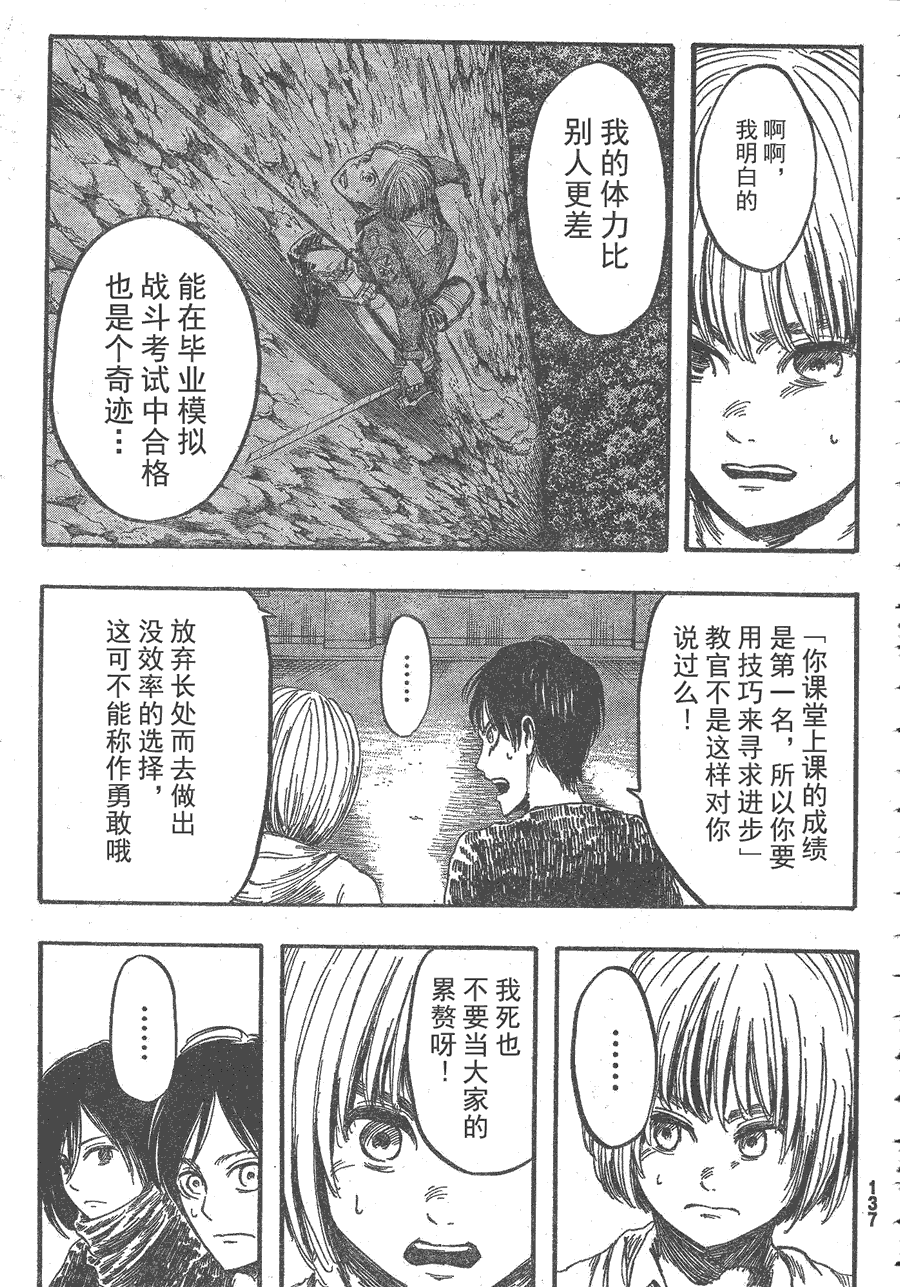 啊啊，
我明白的
我的体力比
别人更差
能在毕业模拟
战斗考试中合格
也是个奇迹…
「你课堂上课的成绩
是第一名，所以你要
用技巧来寻求进步」
教官不是这样对你
说过么！
……
放弃长处而去做出
没效率的选择，
这可不能称作勇敢哦
……
我死也
不要当大家的
累赘呀！
……
137